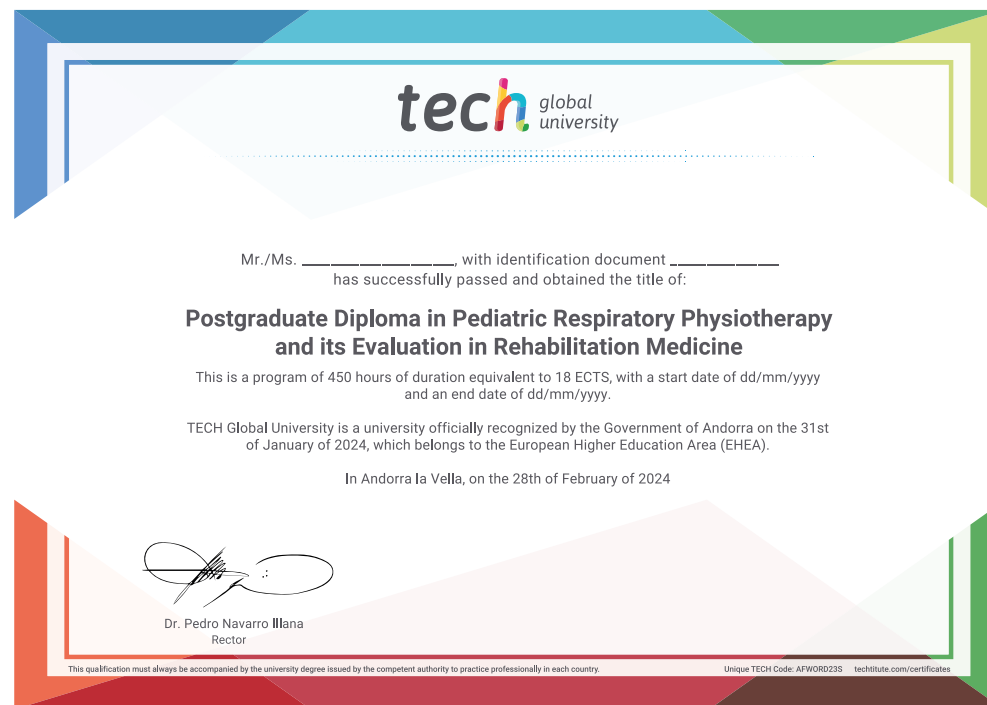 tech global university
Mr./Ms. ____________________, with identification document ______________
has successfully passed and obtained the title of:
Postgraduate Diploma in Pediatric Respiratory Physiotherapy
and its Evaluation in Rehabilitation Medicine
This is a program of 450 hours of duration equivalent to 18 ECTS, with a start date of dd/mm/yyyy
and an end date of dd/mm/yyyy.
TECH Global University is a university officially recognized by the Government of Andorra on the 31st
of January of 2024, which belongs to the European Higher Education Area (EHEA).
In Andorra la Vella, on the 28th of February of 2024
Dr. Pedro Navarro Illana
Rector
This qualification must always be accompanied by the university degree issued by the competent authority to practice professionally in each country.
Unique TECH Code: AFWORD23S techtitute.com/certificates